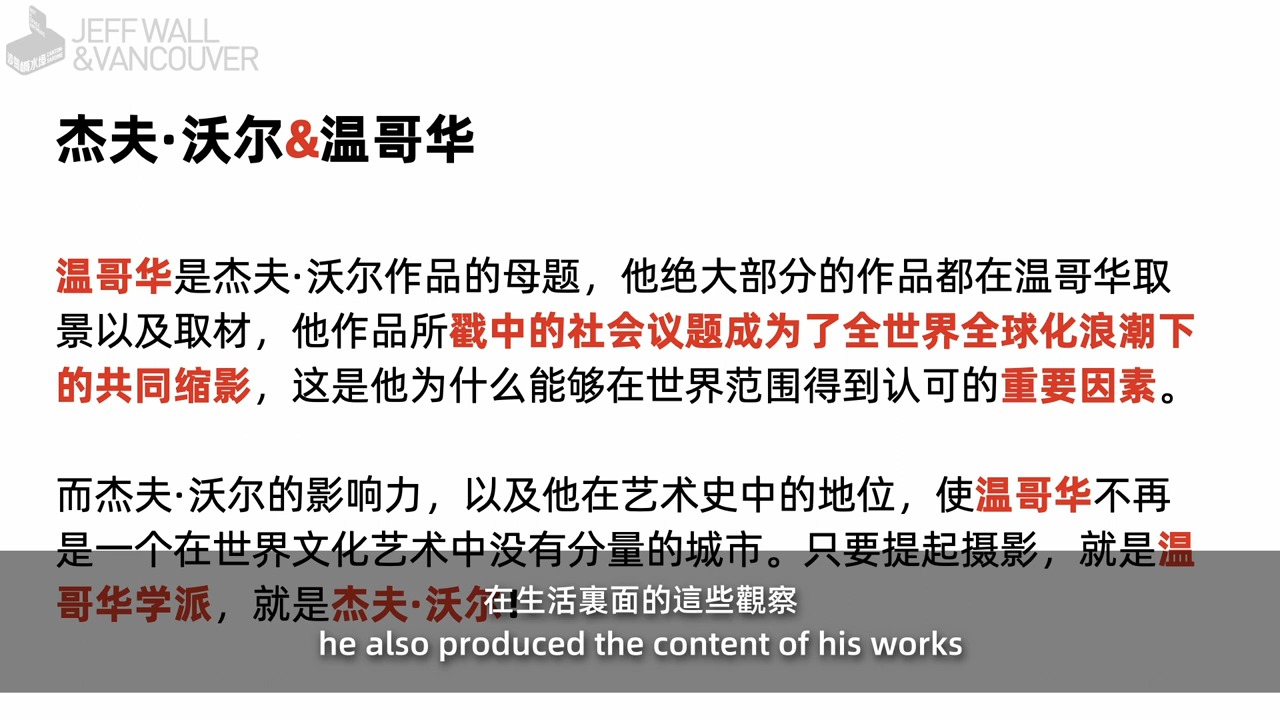 JEFF WALL
&VANCOUVER
杰夫·沃尔&温哥华
温哥华是杰夫·沃尔作品的母题，他绝大部分的作品都在温哥华取
景以及取材，他作品所戳中的社会议题成为了全世界全球化浪潮下
的共同缩影，这是他为什么能够在世界范围得到认可的重要因素。
而杰夫·沃尔的影响力，以及他在艺术史中的地位，使温哥华不再
是一个在世界文化艺术中没有分量的城市。只要提起摄影，就是温
哥华学派，就是杰夫·沃尔！
在生活裏面的這些觀察
he also produced the content of his works